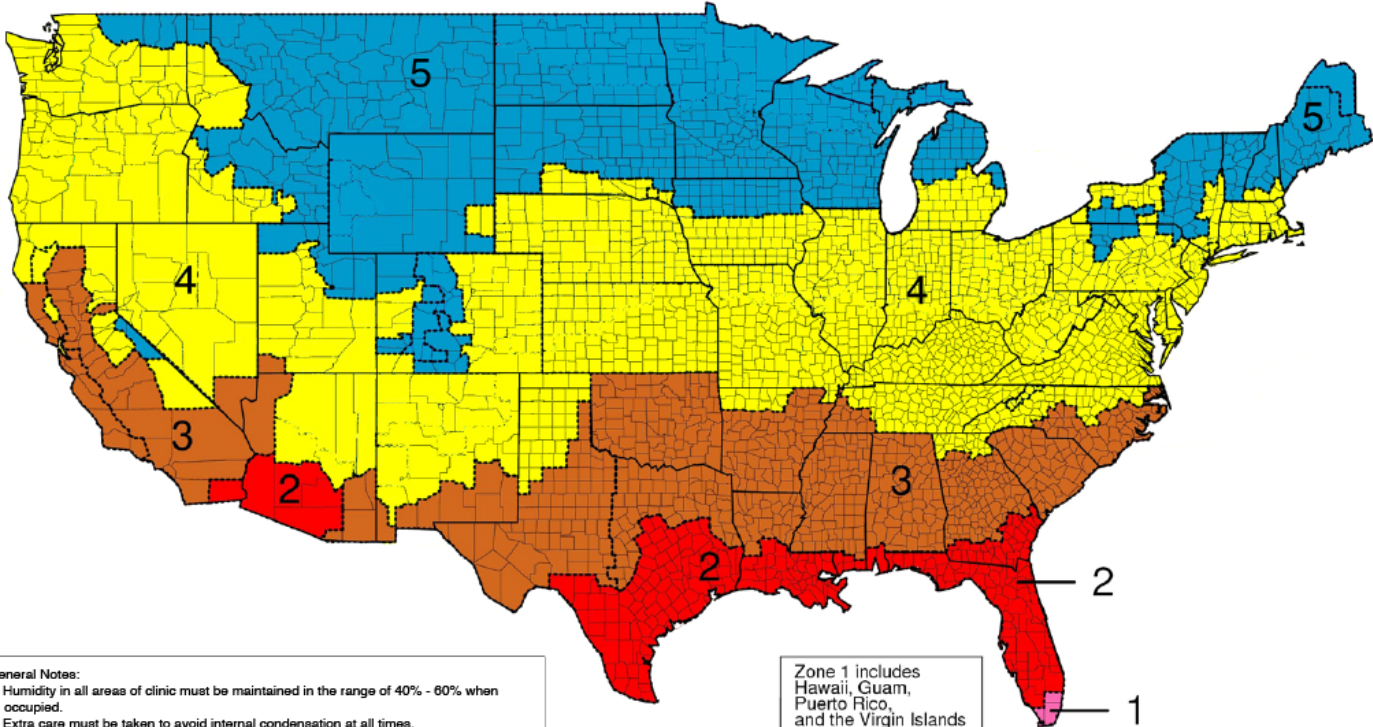 5
5
4
4
3
3
2
2
2
1
eneral Notes:
Humidity in all areas of clinic must be maintained in the range of 40% - 60% when
occupied.
Extra care must be taken to avoid internal condensation at all times.
Zone 1 includes
Hawaii, Guam,
Puerto Rico,
and the Virgin Islands